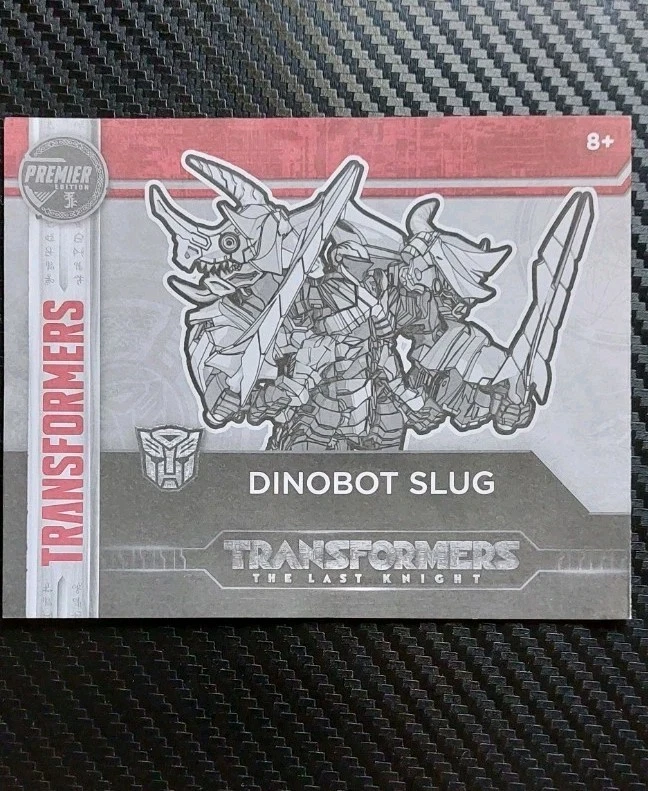 8+
PREMIER
EDITION
TRANSFORMERS
DINOBOT SLUG
TRANSFORMERS
THE LAST KNIGHT